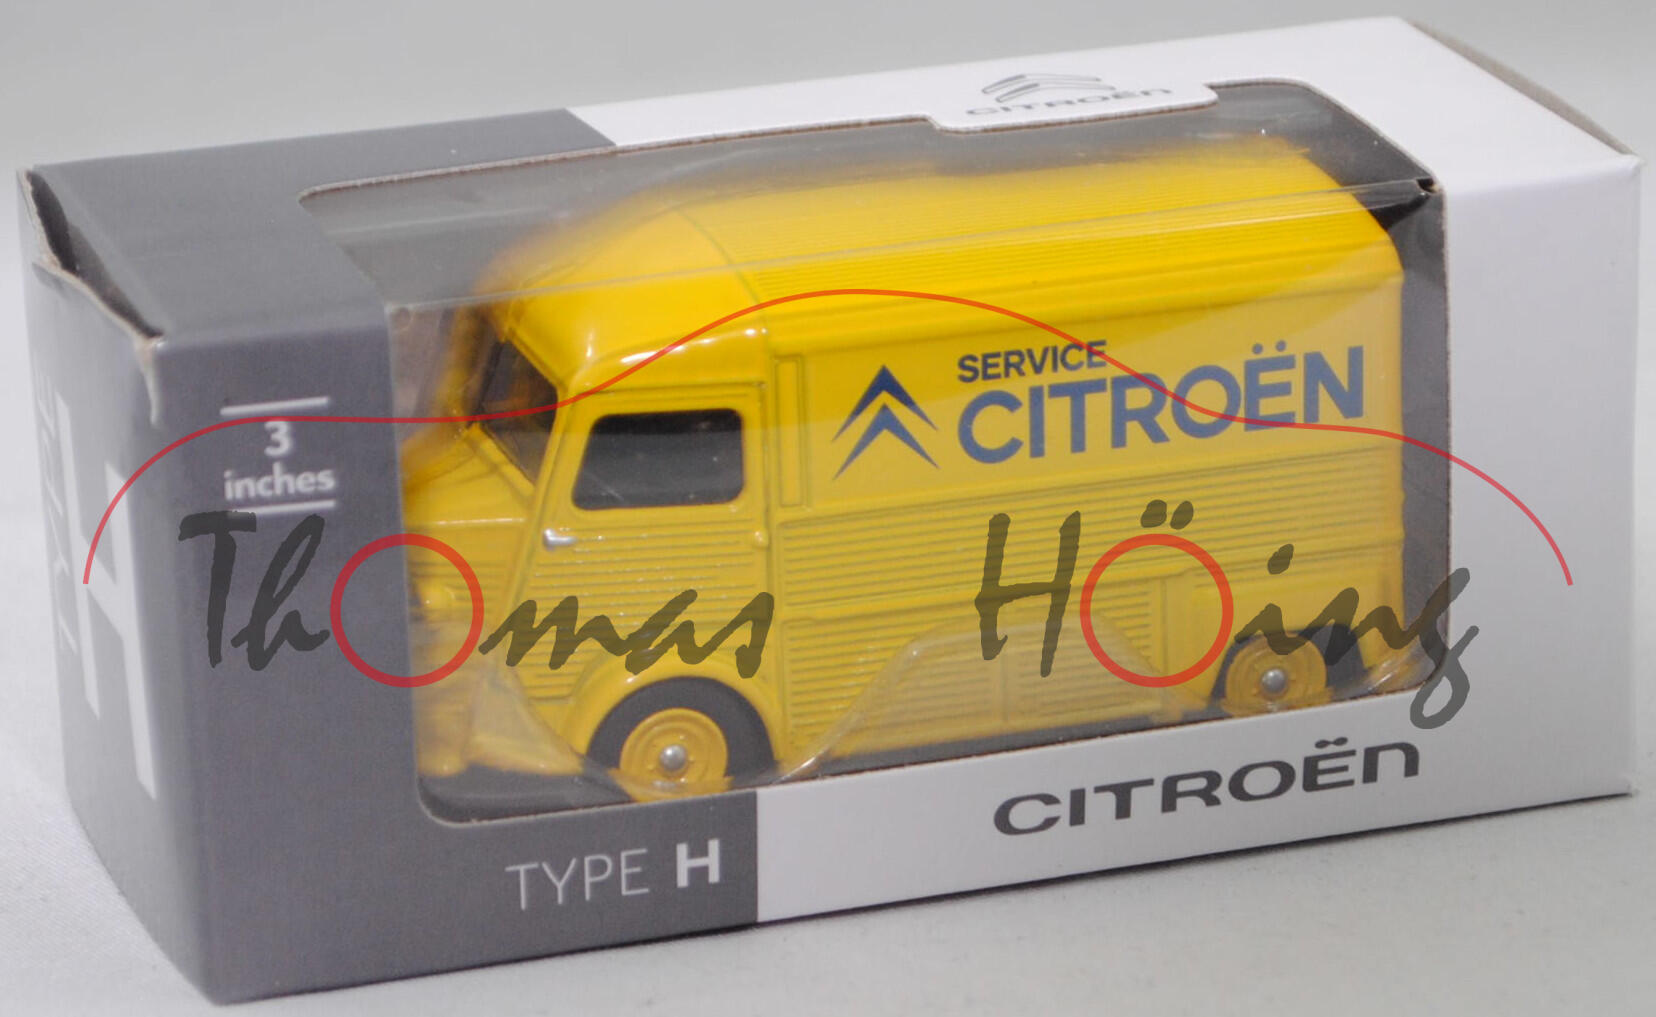 CITROËN
TYPE H
3
inches
SERVICE
CITROËN
Thomas Höing
TYPE H
CITROËN